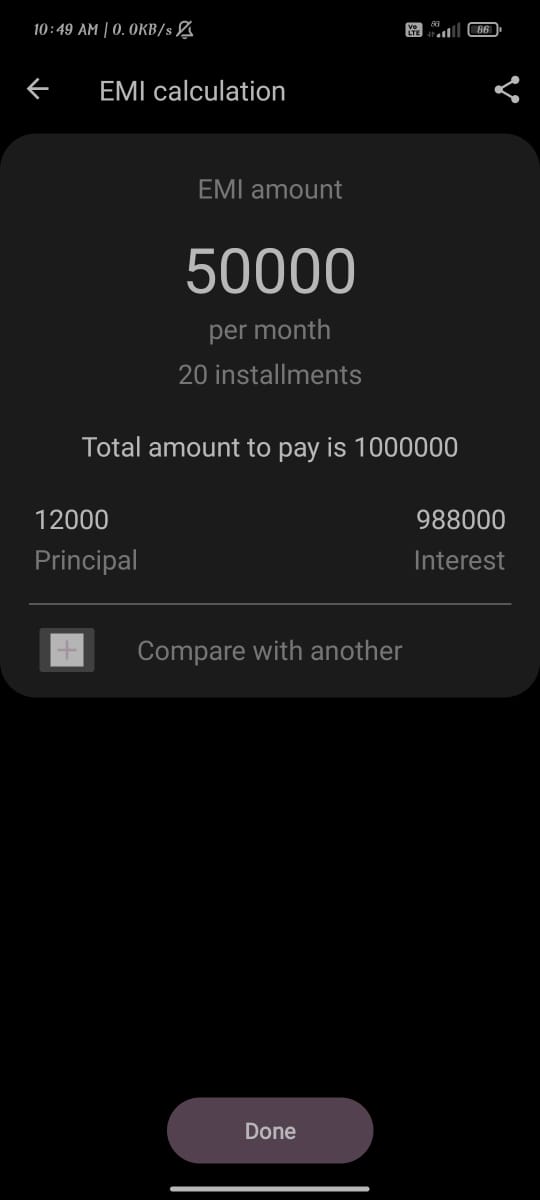 10:49 AM | 0. 0KB/s
Vo LTE
86
EMI calculation
EMI amount
50000
per month
20 installments
Total amount to pay is 1000000
12000 988000
Principal Interest
Compare with another
Done